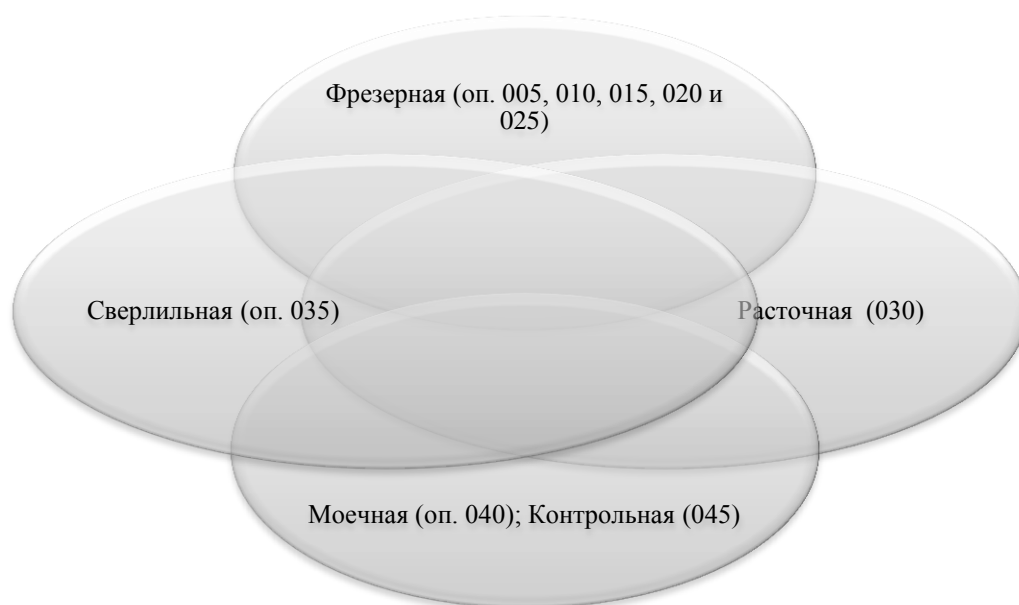 Фрезерная (оп. 005, 010, 015, 020 и
025)
Сверлильная (оп. 035)
Расточная (030)
Моечная (оп. 040); Контрольная (045)